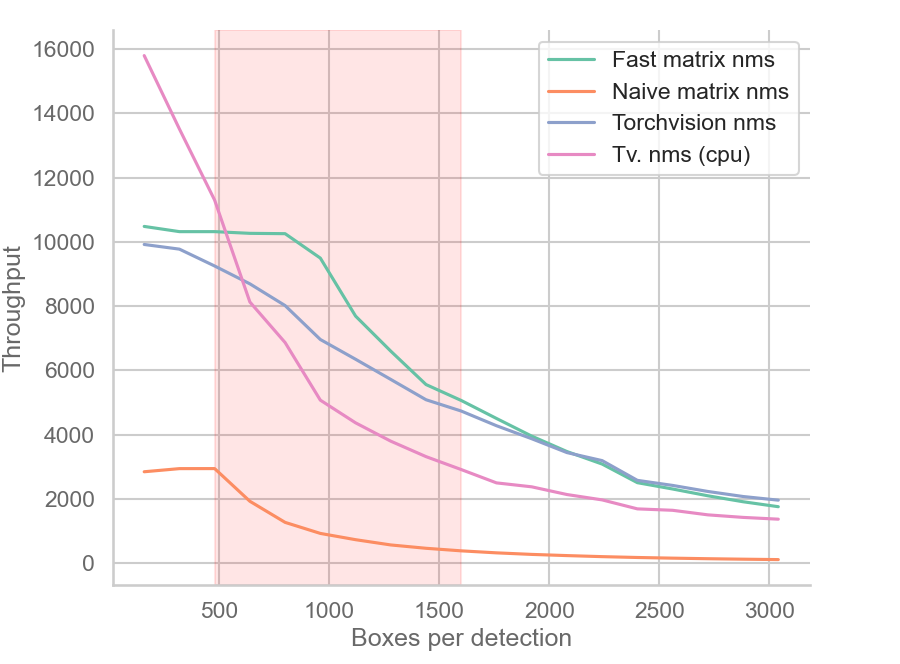 16000
14000
12000
10000
8000
6000
4000
2000
0
Throughput
500
1000
1500
2000
2500
3000
Boxes per detection
Fast matrix nms
Naive matrix nms
Torchvision nms
Tv. nms (cpu)